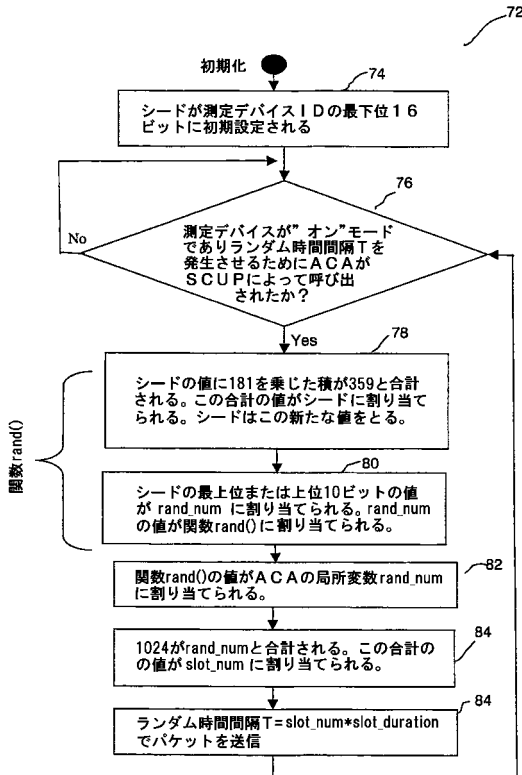 72
初期化
74
シードが測定デバイスIDの最下位16
ビットに初期設定される
76
No
測定デバイスが”オン”モード
でありランダム時間間隔Tを
発生させるためにACAが
SCUPによって呼び出
されたか？
Yes
78
関数rand()
シードの値に181を乗じた積が359と合計
される。この合計の値がシードに割り当て
られる。シードはこの新たな値をとる。
80
シードの最上位または上位10ビットの値
が rand_num に割り当てられる。rand_num
の値が関数rand()に割り当てられる。
82
関数rand()の値がACAの局所変数rand_num
に割り当てられる。
84
1024がrand_numと合計される。この合計の
の値が slot_num に割り当てられる。
84
ランダム時間間隔T=slot_num*slot_duration
でパケットを送信